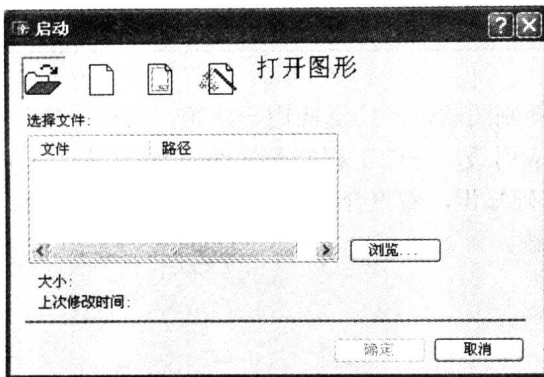 启动
打开图形
选择文件:
文件 路径
浏览...
大小:
上次修改时间:
确定 取消